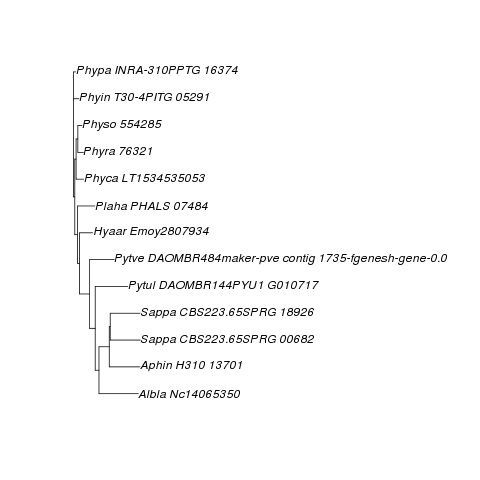 Phypa INRA-310PPTG 16374
Phyin T30-4PITG 05291
Physo 554285
Phyra 76321
Phyca LT1534535053
Plaha PHALS 07484
Hyaar Emoy2807934
Pytve DAOMBR484maker-pve contig 1735-fgenesh-gene-0.0
Pytul DAOMBR144PYU1 G010717
Sappa CBS223.65SPRG 18926
Sappa CBS223.65SPRG 00682
Aphin H310 13701
Albla Nc14065350